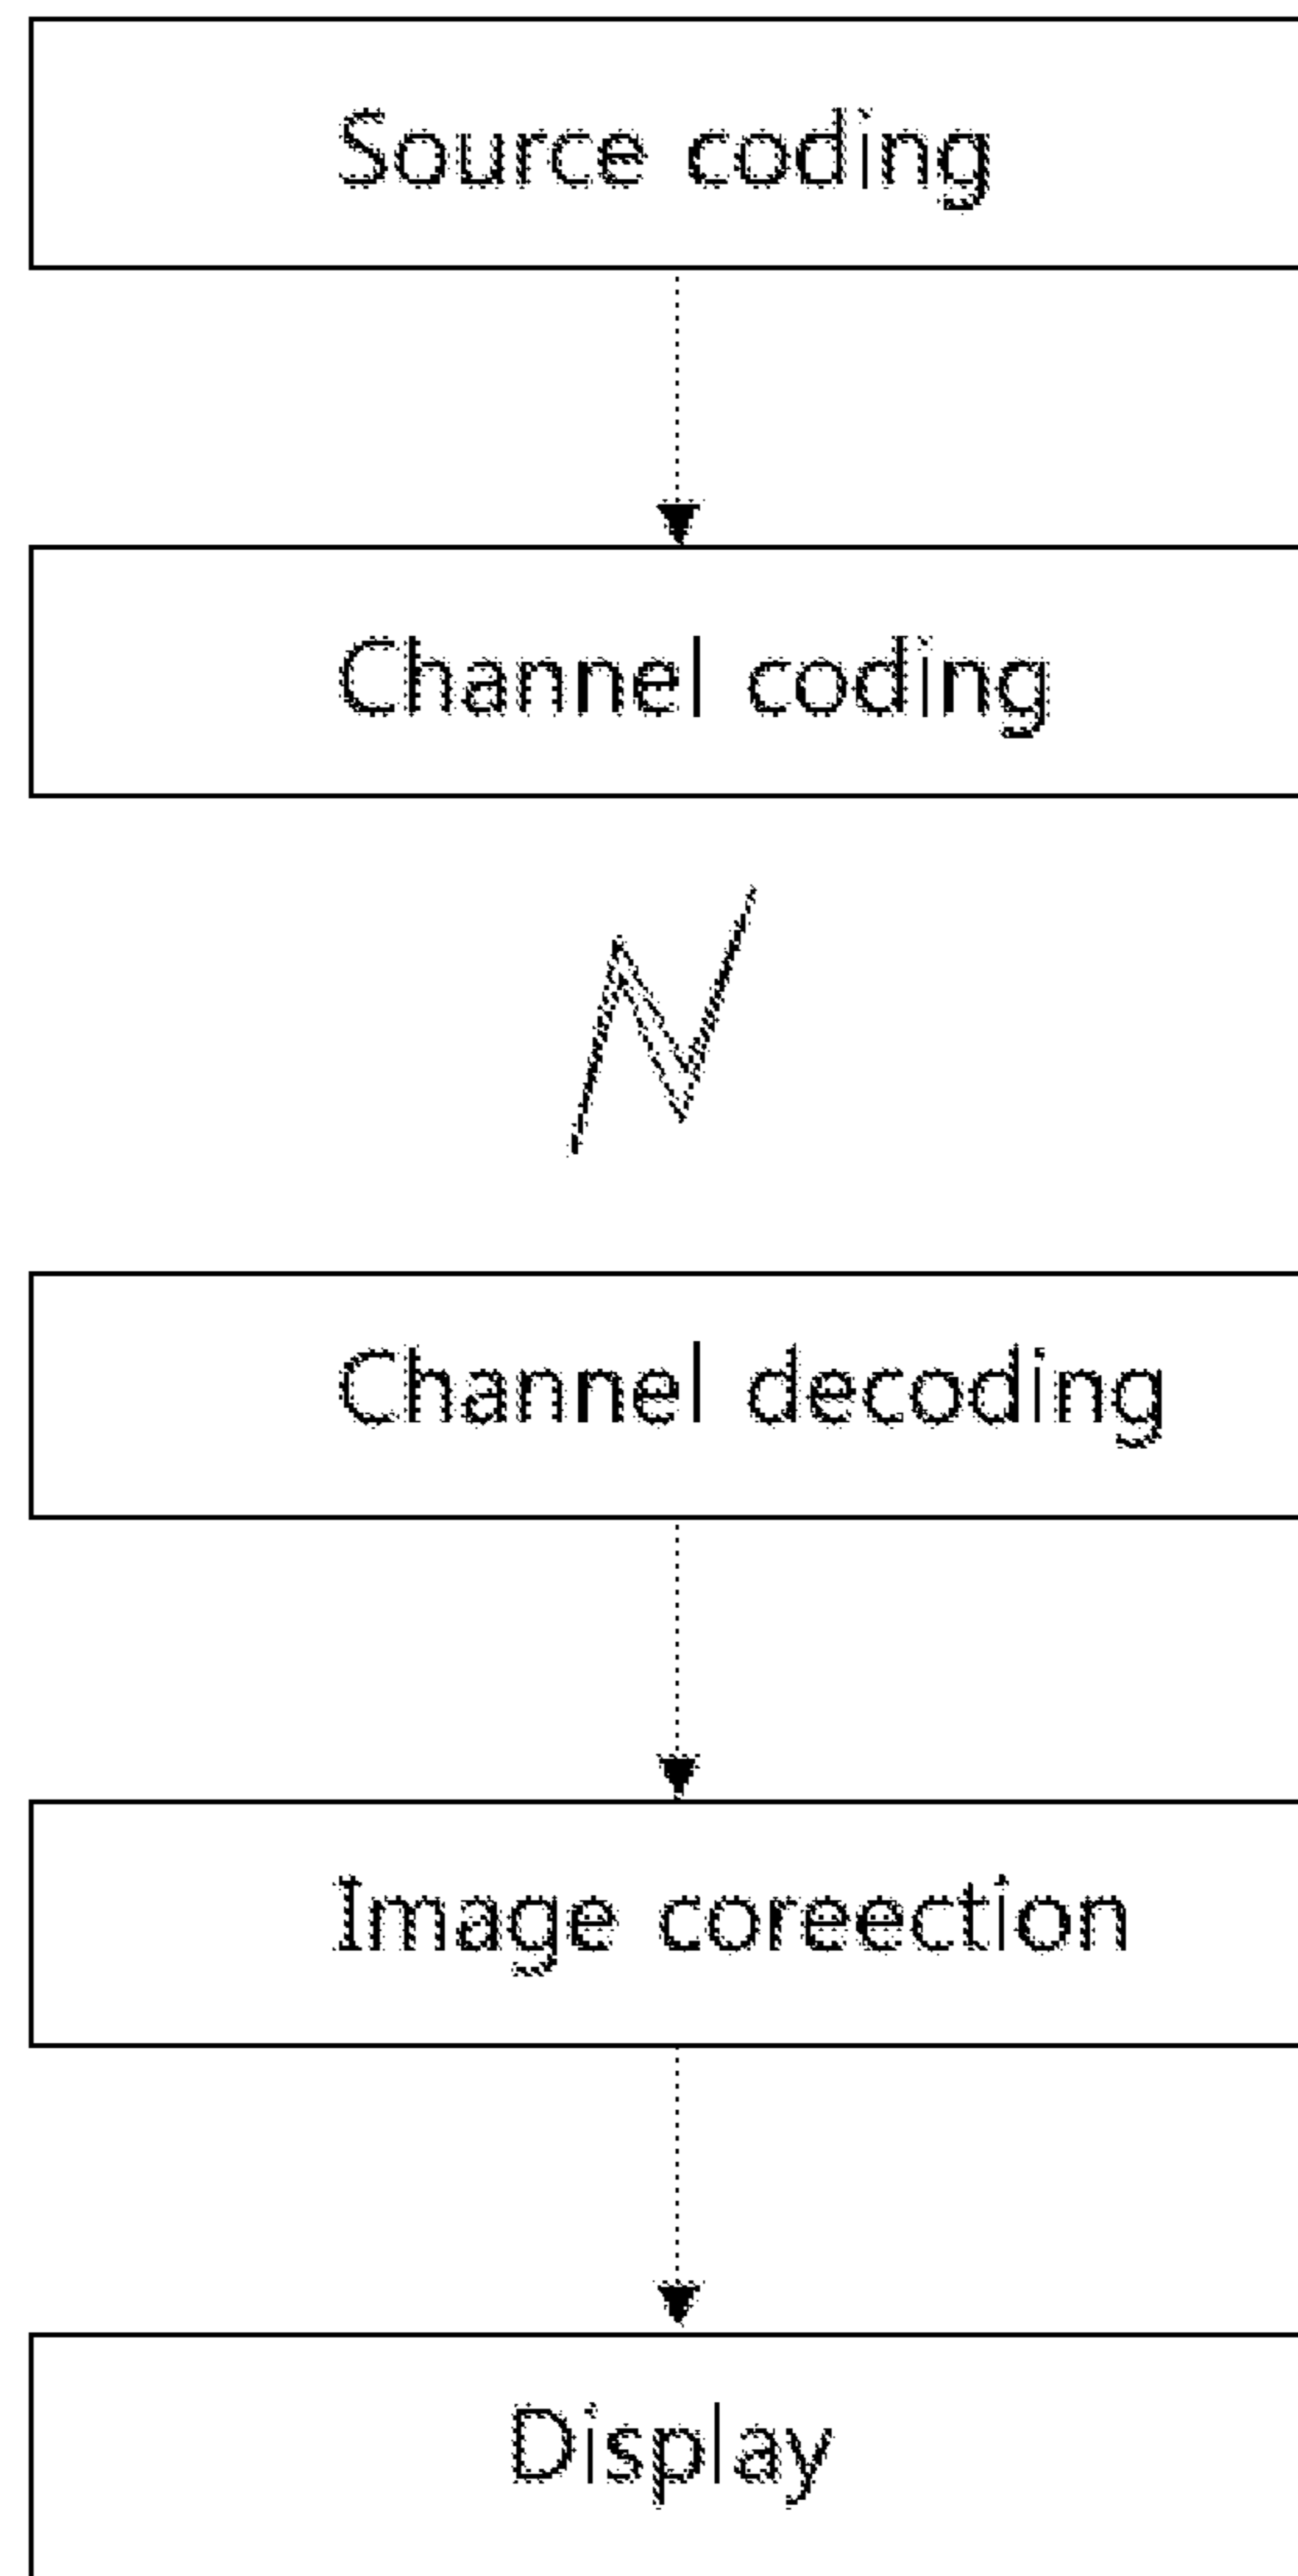 Source coding
Channel coding
Channel decoding
Image coreection
Display